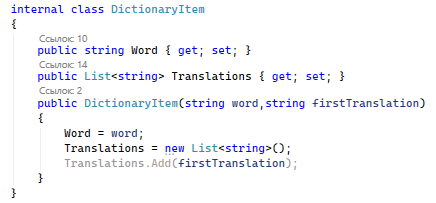 internal class DictionaryItem
{
Ссылок: 10
public string Word { get; set; }
Ссылок: 14
public List<string> Translations { get; set; }
Ссылок: 2
public DictionaryItem(string word,string firstTranslation)
{
Word = word;
Translations = new List<string>();
Translations.Add(firstTranslation);
}
}